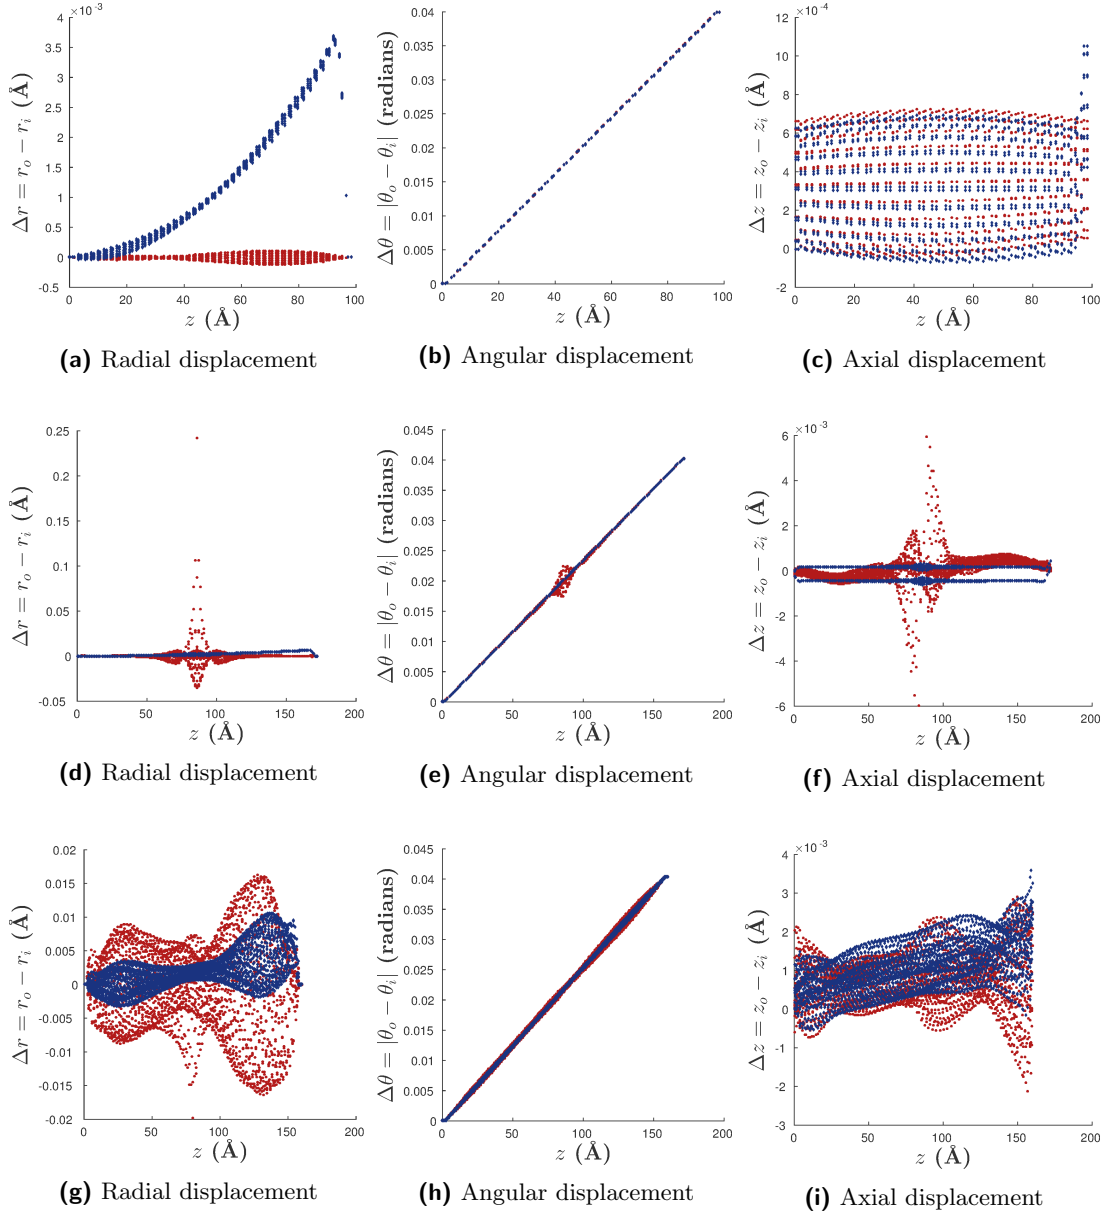 ×10⁻³
4
3.5
3
2.5
2
1.5
1
0.5
0
-0.5
0 20 40 60 80 100
Δr = r_o − r_i (Å)
z (Å)
(a) Radial displacement
0.04
0.035
0.03
0.025
0.02
0.015
0.01
0.005
0
0 20 40 60 80 100
Δθ = |θ_o − θ_i| (radians)
z (Å)
(b) Angular displacement
×10⁻⁴
12
10
8
6
4
2
0
-2
0 20 40 60 80 100
Δz = z_o − z_i (Å)
z (Å)
(c) Axial displacement
0.25
0.2
0.15
0.1
0.05
0
-0.05
0 50 100 150 200
Δr = r_o − r_i (Å)
z (Å)
(d) Radial displacement
0.045
0.04
0.035
0.03
0.025
0.02
0.015
0.01
0.005
0
0 50 100 150 200
Δθ = |θ_o − θ_i| (radians)
z (Å)
(e) Angular displacement
×10⁻³
6
4
2
0
-2
-4
-6
0 50 100 150 200
Δz = z_o − z_i (Å)
z (Å)
(f) Axial displacement
0.02
0.015
0.01
0.005
0
-0.005
-0.01
-0.015
-0.02
0 50 100 150 200
Δr = r_o − r_i (Å)
z (Å)
(g) Radial displacement
0.045
0.04
0.035
0.03
0.025
0.02
0.015
0.01
0.005
0
0 50 100 150 200
Δθ = |θ_o − θ_i| (radians)
z (Å)
(h) Angular displacement
×10⁻³
4
3
2
1
0
-1
-2
-3
0 50 100 150 200
Δz = z_o − z_i (Å)
z (Å)
(i) Axial displacement